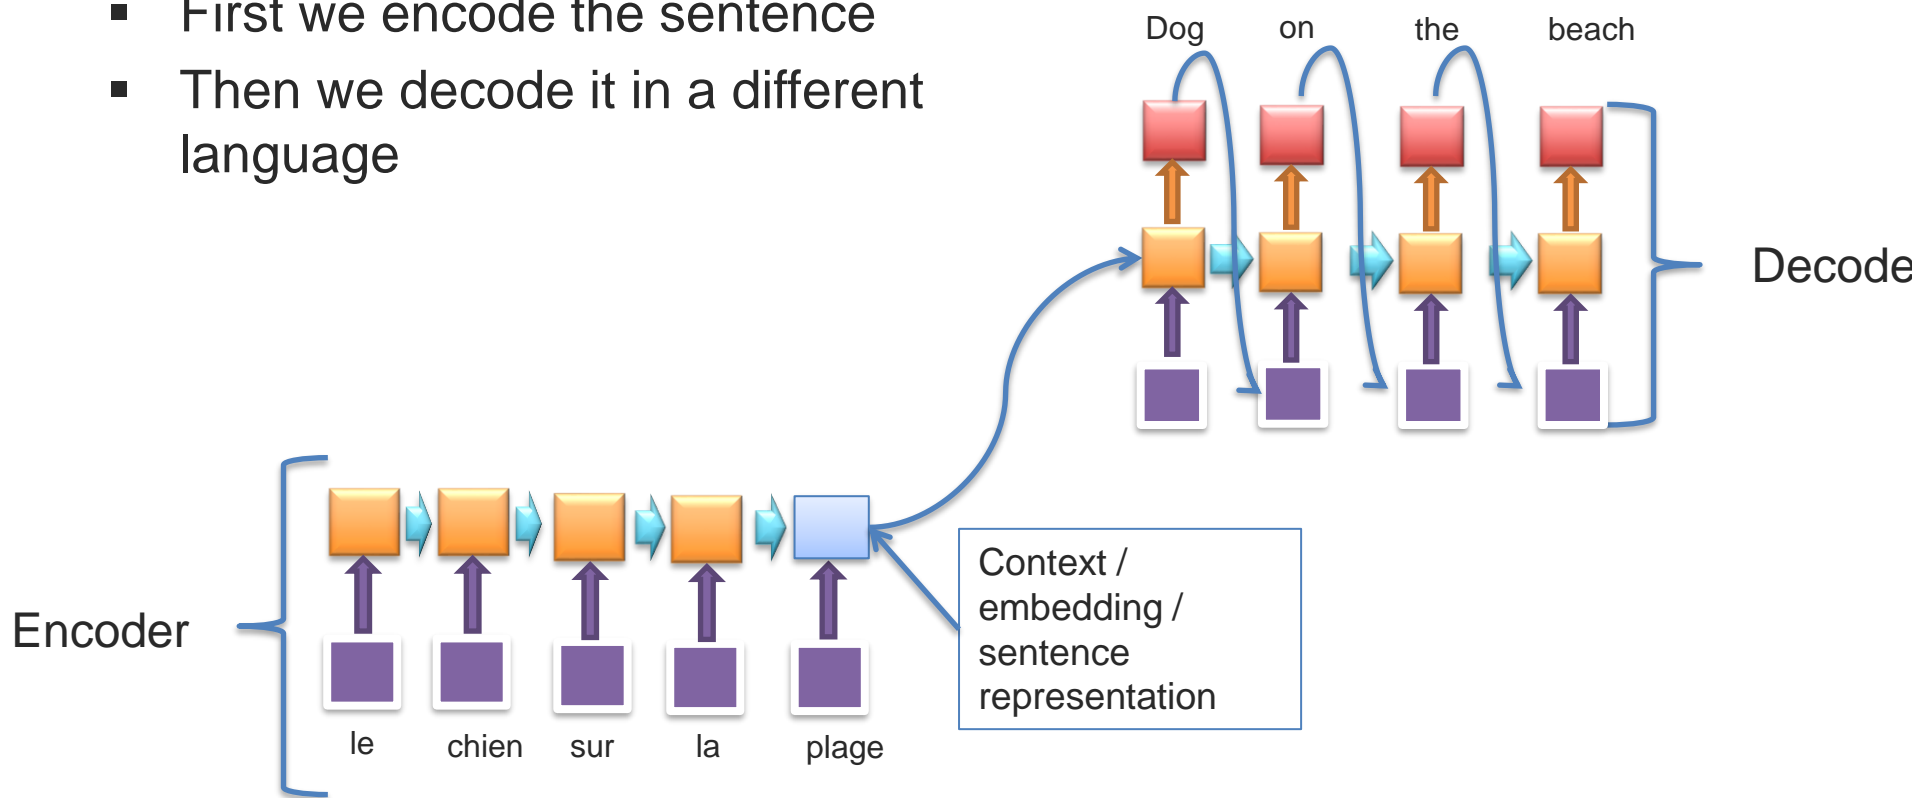 ▪ First we encode the sentence
▪ Then we decode it in a different
language
Dog on the beach
Decode
Encoder
Context /
embedding /
sentence
representation
le chien sur la plage